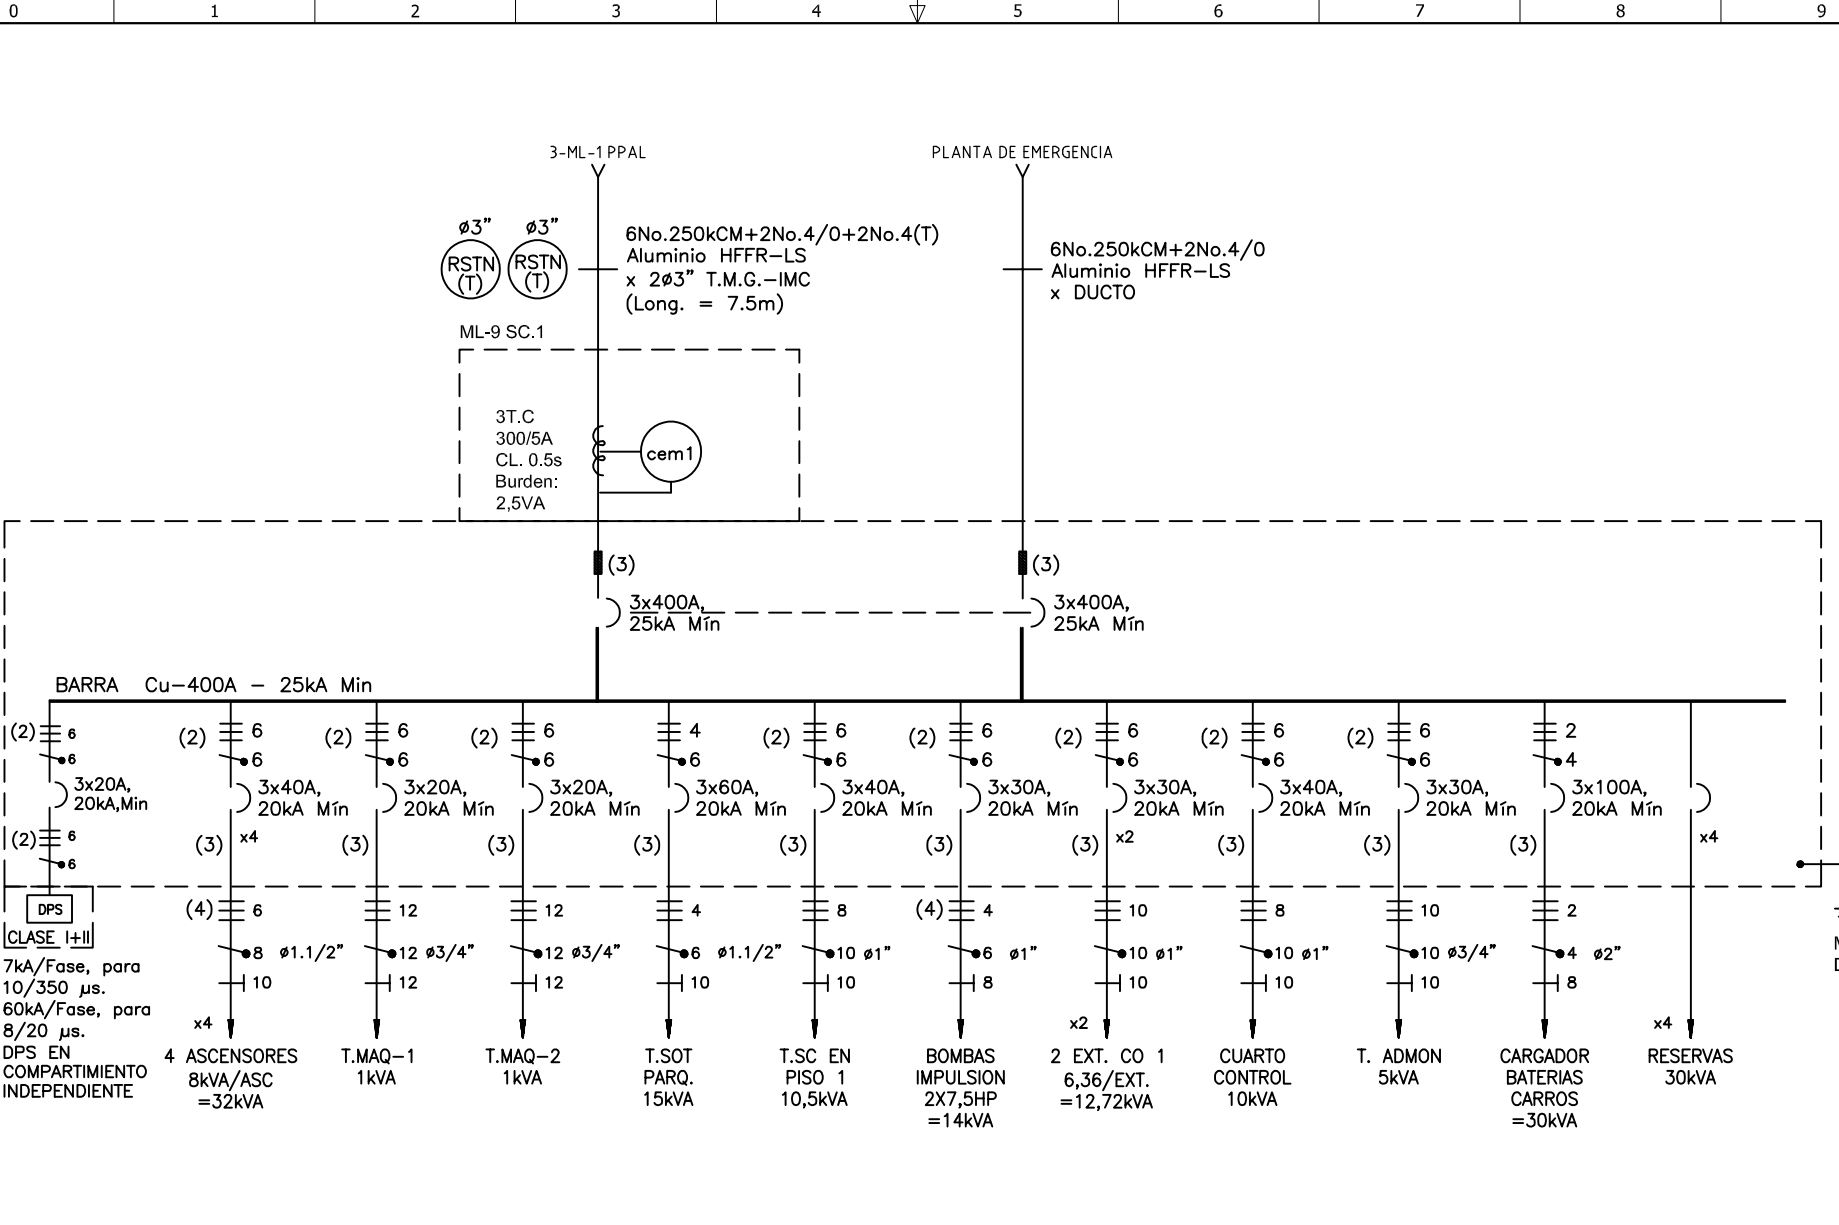 0 1 2 3 4 5 6 7 8 9
3-ML-1 PPAL
PLANTA DE EMERGENCIA
ø3” ø3”
RSTN
(T)
RSTN
(T)
6No.250kCM+2No.4/0+2No.4(T)
Aluminio HFFR-LS
x 2ø3” T.M.G.-IMC
(Long. = 7.5m)
6No.250kCM+2No.4/0
Aluminio HFFR-LS
x DUCTO
ML-9 SC.1
3T.C
300/5A
CL. 0.5s
Burden:
2,5VA
cem1
(3)
(3)
3x400A,
25kA Mín
3x400A,
25kA Mín
BARRA Cu-400A - 25kA Min
(2) 6
6
3x20A,
20kA,Min
(2) 6
6
DPS
CLASE I+II
7kA/Fase, para
10/350 µs.
60kA/Fase, para
8/20 µs.
DPS EN
COMPARTIMIENTO
INDEPENDIENTE
(2) 6
6
3x40A,
20kA Mín
(3) x4
(4) 6
8 ø1.1/2”
10
x4
4 ASCENSORES
8kVA/ASC
=32kVA
(2) 6
6
3x20A,
20kA Mín
(3)
12
12 ø3/4”
12
T.MAQ-1
1kVA
(2) 6
6
3x20A,
20kA Mín
(3)
12
12 ø3/4”
12
T.MAQ-2
1kVA
4
6
3x60A,
20kA Mín
(3)
4
6 ø1.1/2”
10
T.SOT
PARQ.
15kVA
(2) 6
6
3x40A,
20kA Mín
(3)
8
10 ø1”
10
T.SC EN
PISO 1
10,5kVA
(2) 6
6
3x30A,
20kA Mín
(3)
(4) 4
6 ø1”
8
BOMBAS
IMPULSION
2X7,5HP
=14kVA
(2) 6
6
3x30A,
20kA Mín
(3) x2
10
10 ø1”
10
x2
2 EXT. CO 1
6,36/EXT.
=12,72kVA
(2) 6
6
3x40A,
20kA Mín
(3)
8
10 ø1”
10
CUARTO
CONTROL
10kVA
(2) 6
6
3x30A,
20kA Mín
(3)
10
10 ø3/4”
10
T. ADMON
5kVA
2
4
3x100A,
20kA Mín
(3)
2
4 ø2”
8
CARGADOR
BATERIAS
CARROS
=30kVA
x4
x4
RESERVAS
30kVA